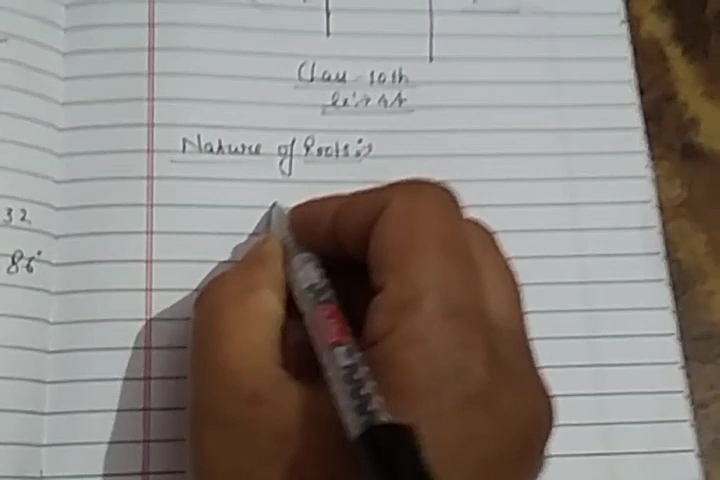 Class 10th
Ex:→ 4.4
Nature of Roots:→
32
86°